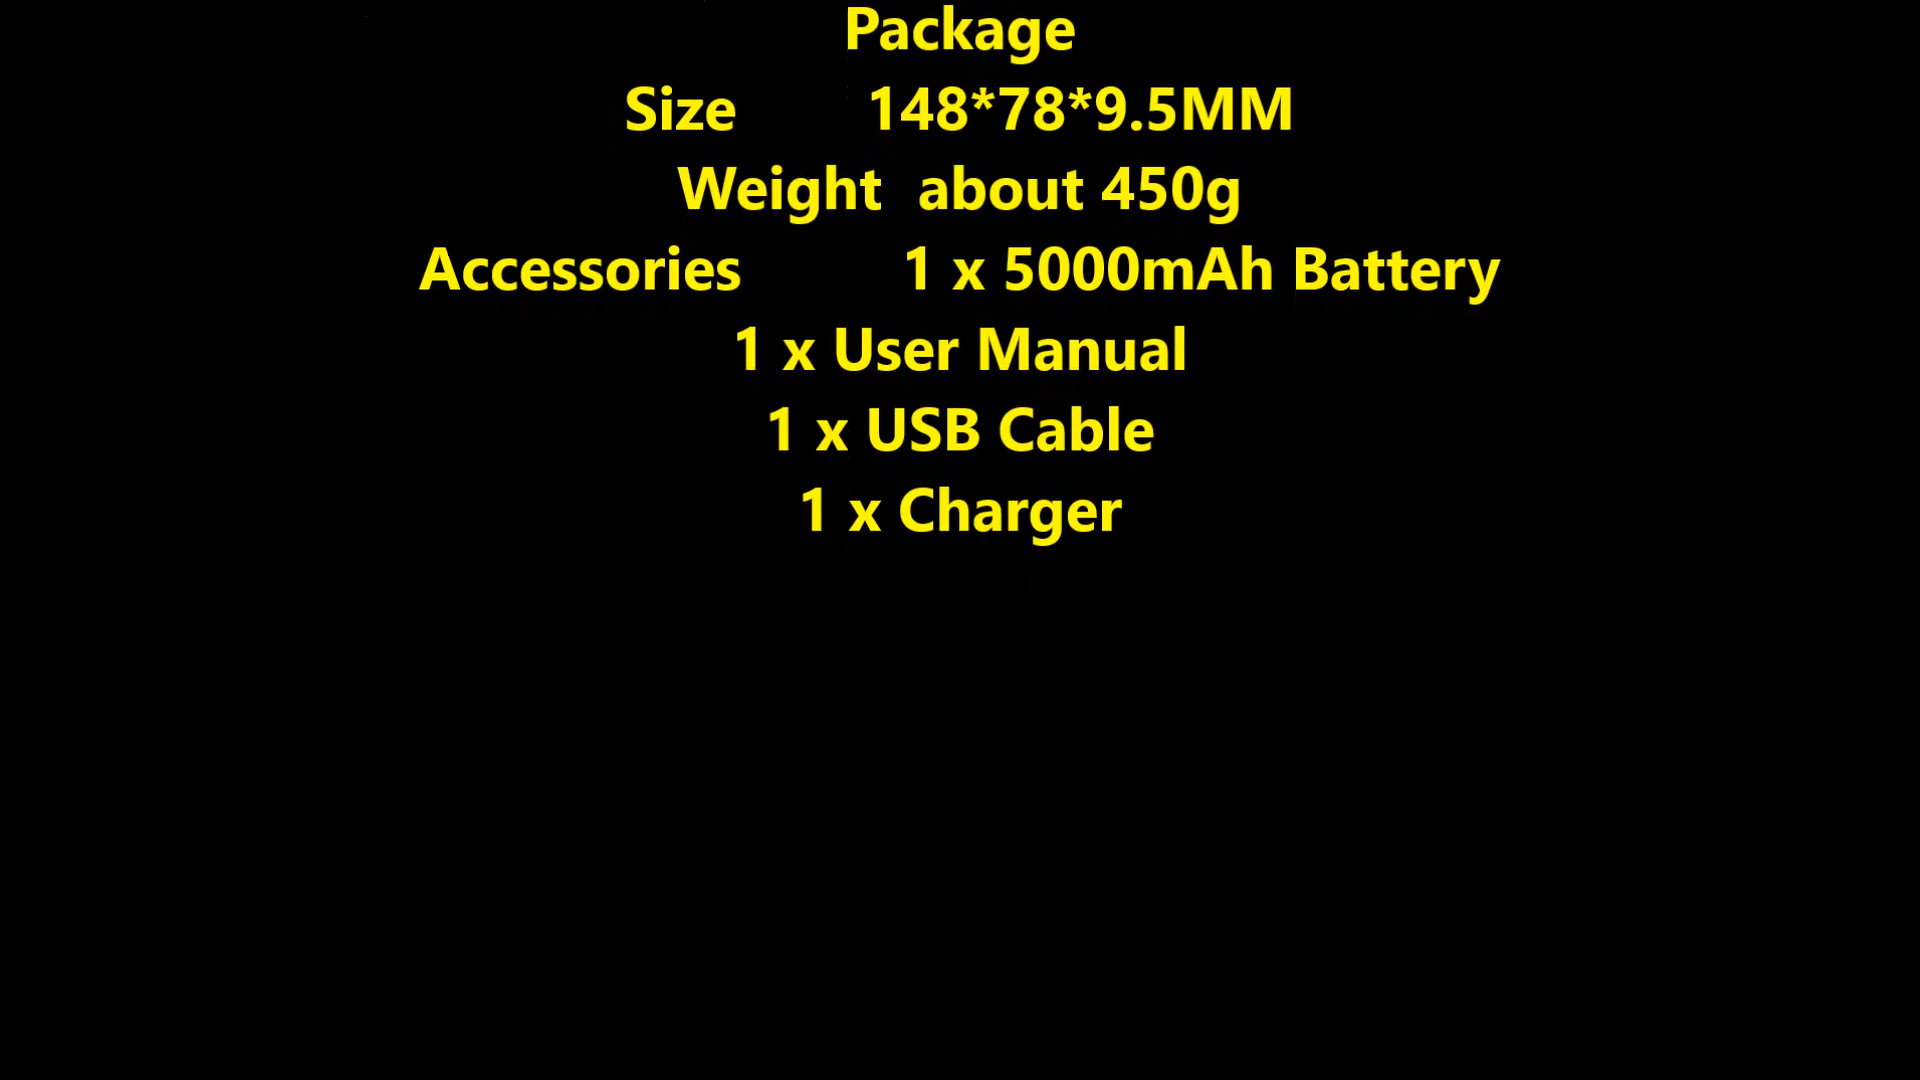 Package
Size 148*78*9.5MM
Weight about 450g
Accessories 1 x 5000mAh Battery
1 x User Manual
1 x USB Cable
1 x Charger